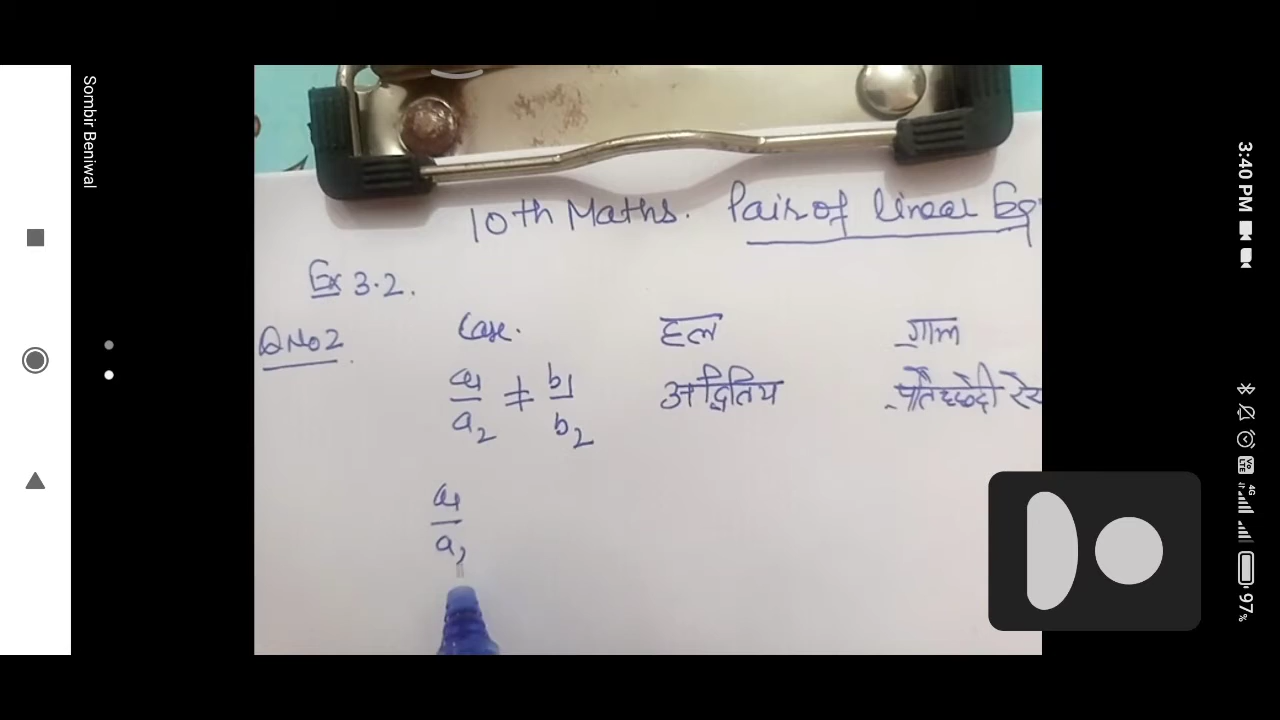 Sombir Beniwal
3:40 PM
4G
97%
10th Maths. Pair of linear Eq
Ex 3.2.
Q No 2 Case. हल ग्राफ
a1/a2 ≠ b1/b2 अद्वितिय
a1/a2